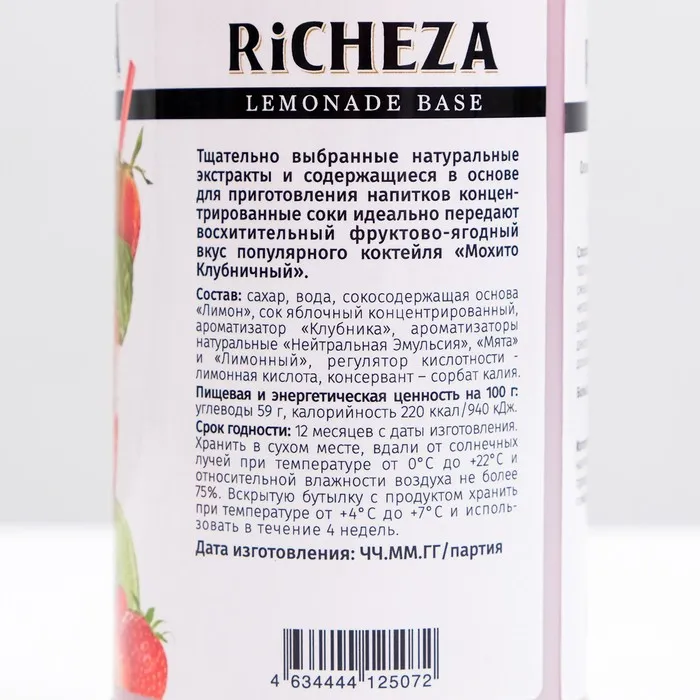 RiCHEZA
LEMONADE BASE
Тщательно выбранные натуральные
экстракты и содержащиеся в основе
для приготовления напитков концен-
трированные соки идеально передают
восхитительный фруктово-ягодный
вкус популярного коктейля «Мохито
Клубничный».
Состав: сахар, вода, сокосодержащая основа
«Лимон», сок яблочный концентрированный,
ароматизатор «Клубника», ароматизаторы
натуральные «Нейтральная Эмульсия», «Мята»
и «Лимонный», регулятор кислотности -
лимонная кислота, консервант – сорбат калия.
Пищевая и энергетическая ценность на 100 г:
углеводы 59 г, калорийность 220 ккал/940 кДж.
Срок годности: 12 месяцев с даты изготовления.
Хранить в сухом месте, вдали от солнечных
лучей при температуре от 0°С до +22°С и
относительной влажности воздуха не более
75%. Вскрытую бутылку с продуктом хранить
при температуре от +4°С до +7°С и исполь-
зовать в течение 4 недель.
Дата изготовления: ЧЧ.ММ.ГГ/партия
4 634444 125072